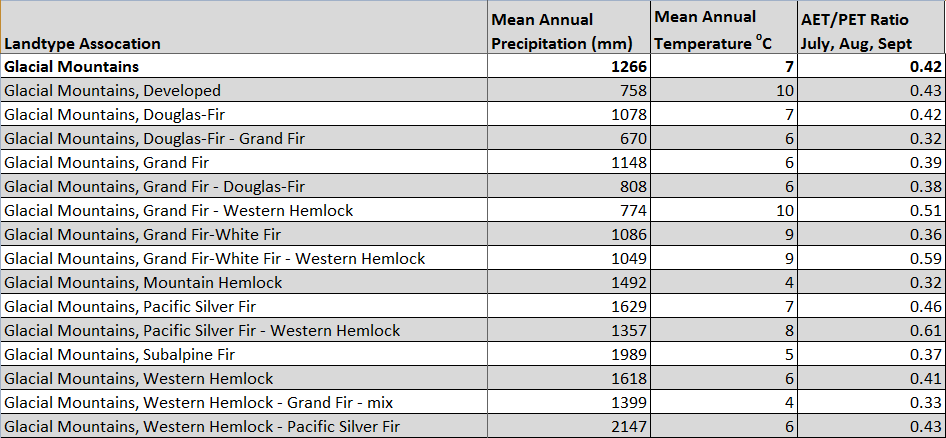 Landtype Assocation Mean Annual Precipitation (mm) Mean Annual Temperature ⁰C AET/PET Ratio July, Aug, Sept
Glacial Mountains 1266 7 0.42
Glacial Mountains, Developed 758 10 0.43
Glacial Mountains, Douglas-Fir 1078 7 0.42
Glacial Mountains, Douglas-Fir - Grand Fir 670 6 0.32
Glacial Mountains, Grand Fir 1148 6 0.39
Glacial Mountains, Grand Fir - Douglas-Fir 808 6 0.38
Glacial Mountains, Grand Fir - Western Hemlock 774 10 0.51
Glacial Mountains, Grand Fir-White Fir 1086 9 0.36
Glacial Mountains, Grand Fir-White Fir - Western Hemlock 1049 9 0.59
Glacial Mountains, Mountain Hemlock 1492 4 0.32
Glacial Mountains, Pacific Silver Fir 1629 7 0.46
Glacial Mountains, Pacific Silver Fir - Western Hemlock 1357 8 0.61
Glacial Mountains, Subalpine Fir 1989 5 0.37
Glacial Mountains, Western Hemlock 1618 6 0.41
Glacial Mountains, Western Hemlock - Grand Fir - mix 1399 4 0.33
Glacial Mountains, Western Hemlock - Pacific Silver Fir 2147 6 0.43